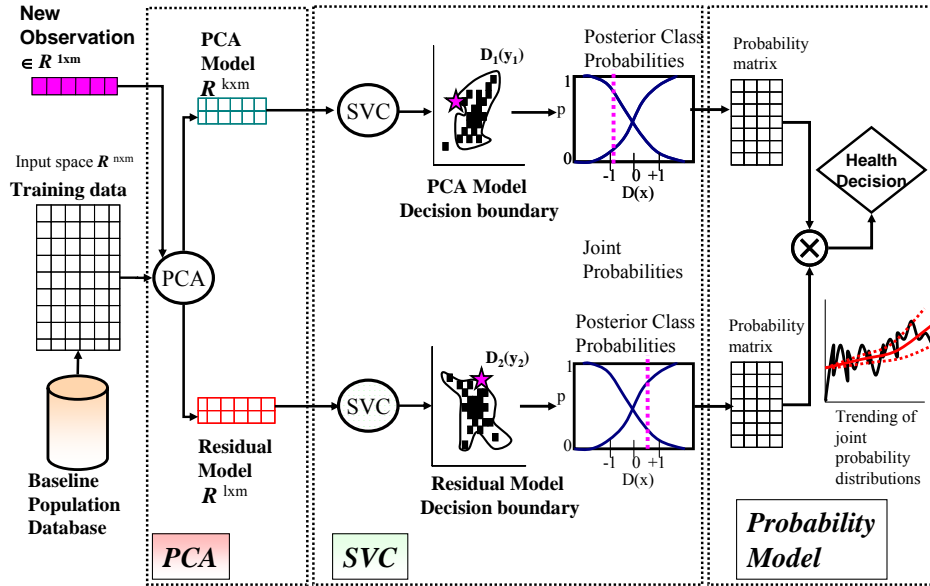 New
Observation
∈ R 1xm
Input space R nxm
Training data
Baseline
Population
Database
PCA
PCA
Model
R kxm
Residual
Model
R lxm
PCA
SVC
D1(y1)
PCA Model
Decision boundary
Posterior Class
Probabilities
1
p
0
-1 0 +1
D(x)
Joint
Probabilities
SVC
D2(y2)
Residual Model
Decision boundary
Posterior Class
Probabilities
1
p
0
-1 0 +1
D(x)
SVC
Probability
matrix
Health
Decision
Probability
matrix
Trending of
joint
probability
distributions
Probability
Model